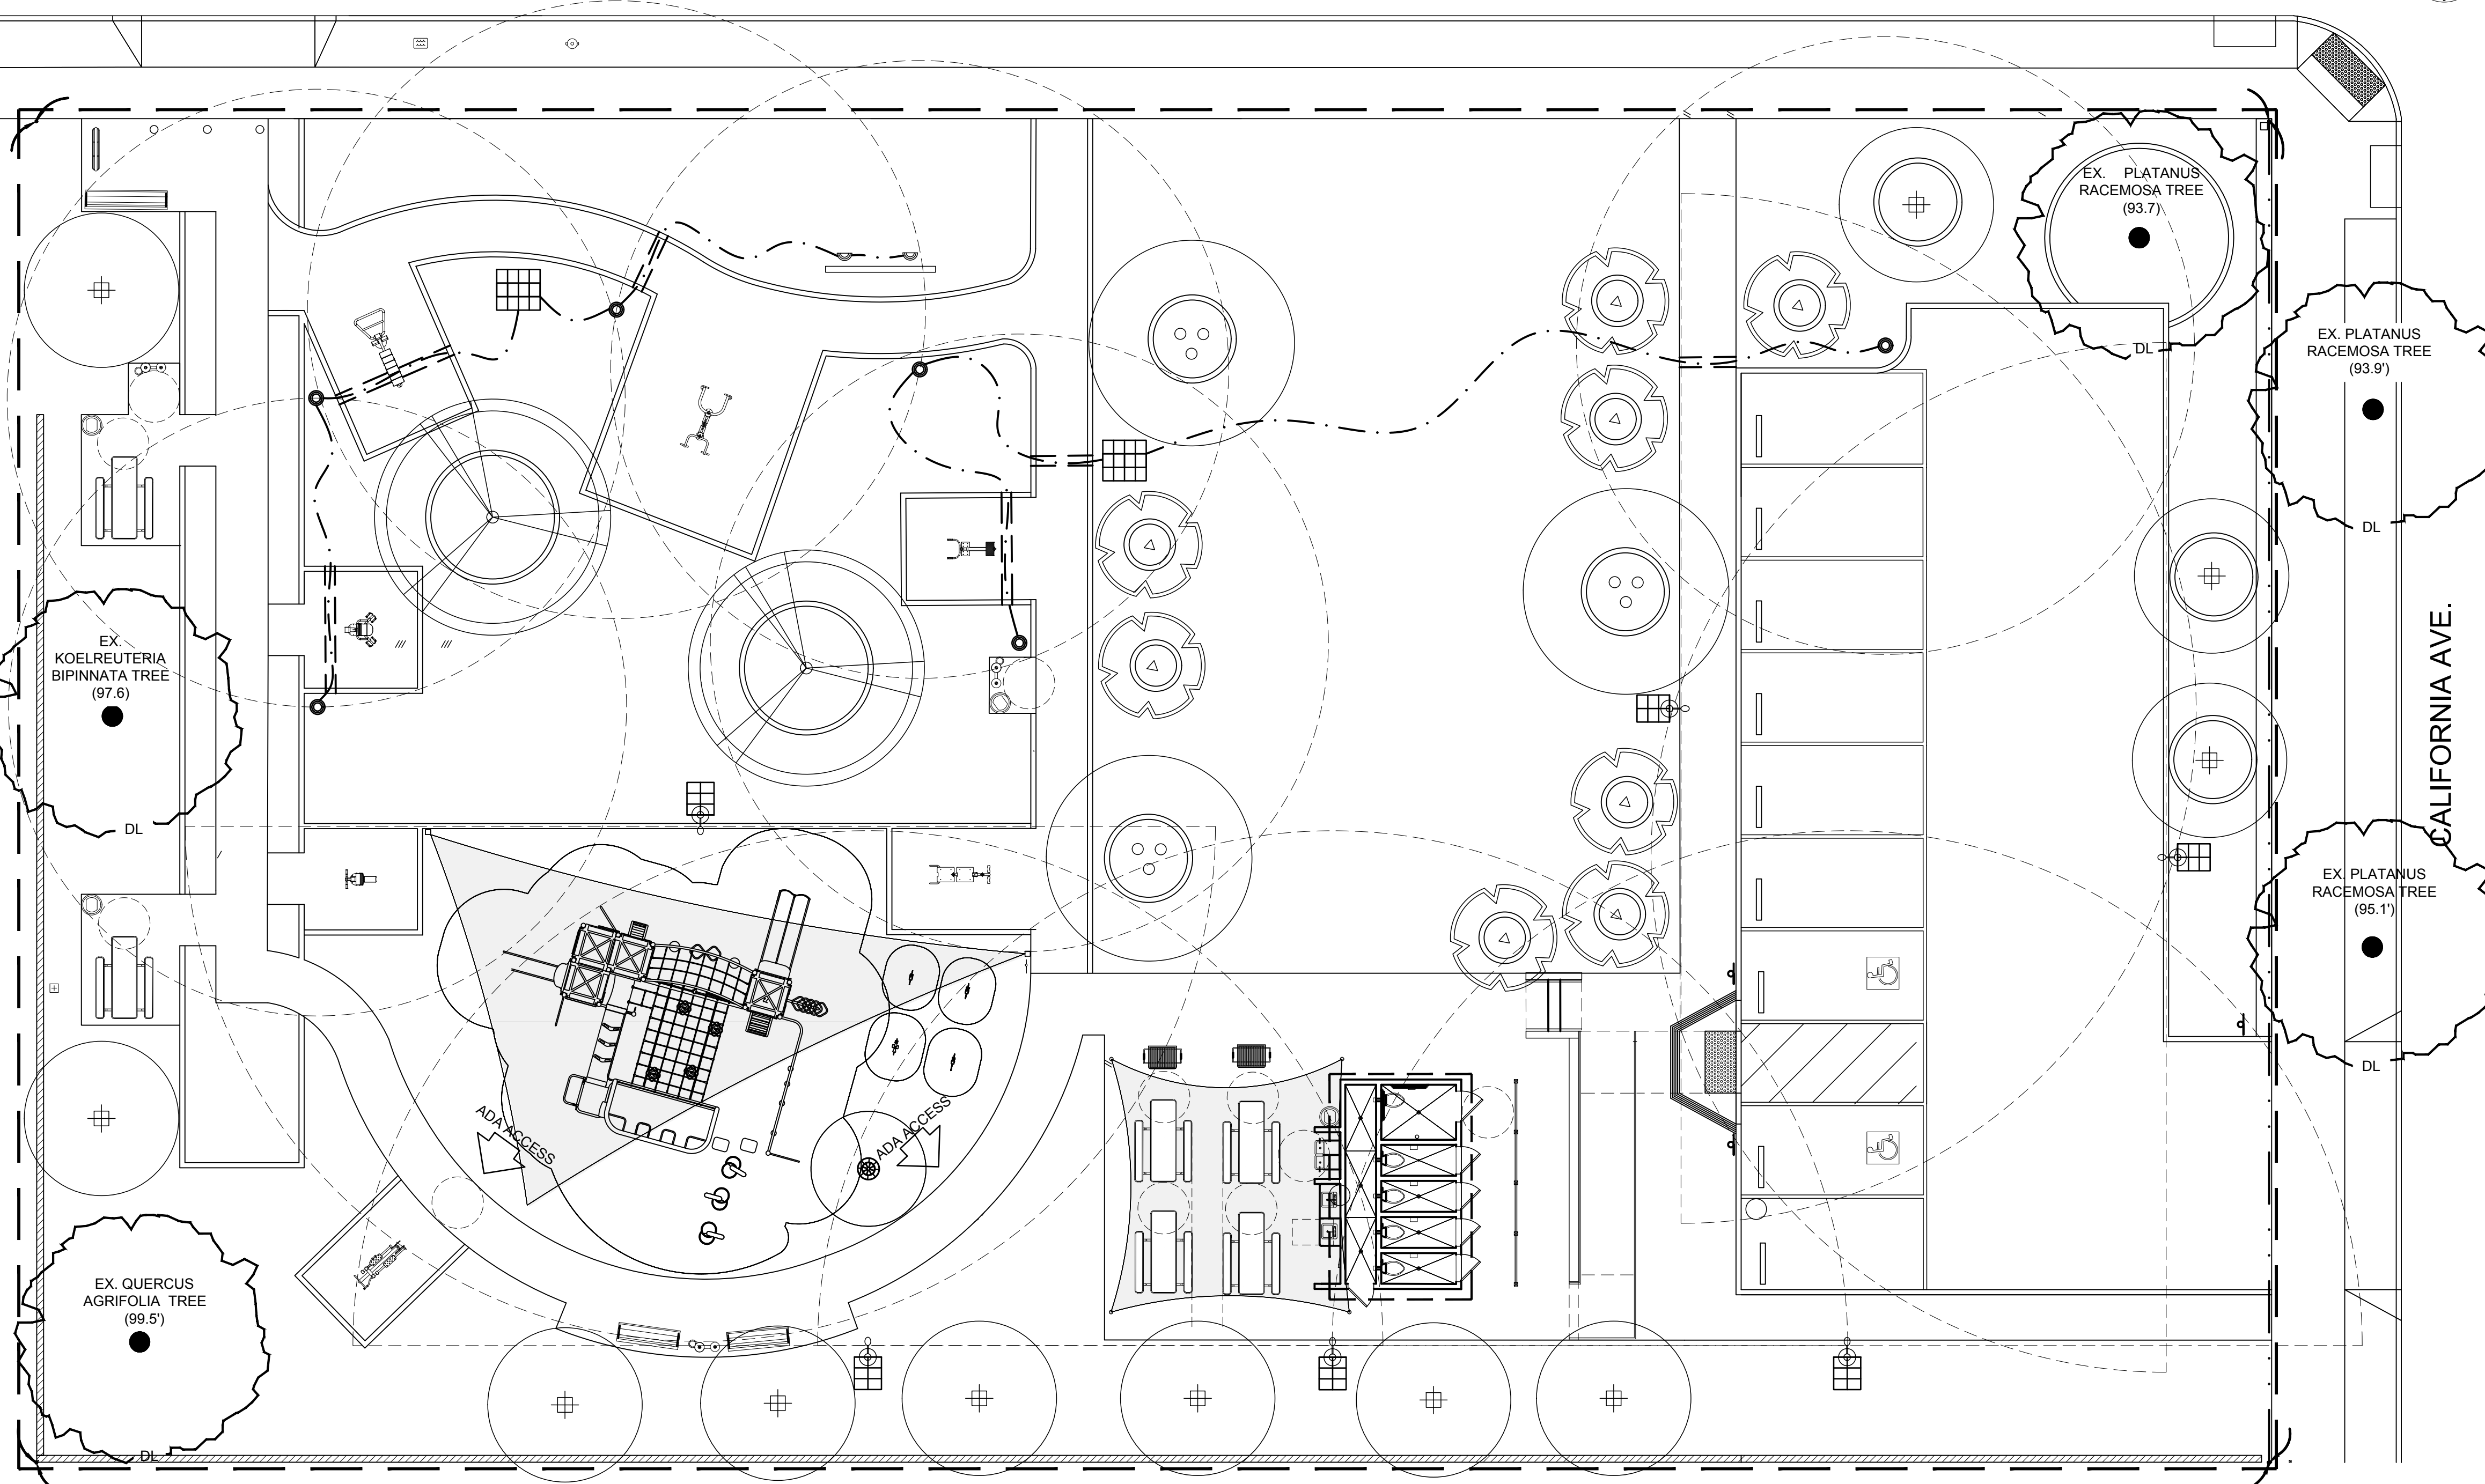 EX. PLATANUS
RACEMOSA TREE
(93.7)
DL
EX. PLATANUS
RACEMOSA TREE
(93.9')
DL
EX.
KOELREUTERIA
BIPINNATA TREE
(97.6)
DL
CALIFORNIA AVE.
EX. PLATANUS
RACEMOSA TREE
(95.1')
DL
ADA ACCESS
ADA ACCESS
EX. QUERCUS
AGRIFOLIA TREE
(99.5')
DL